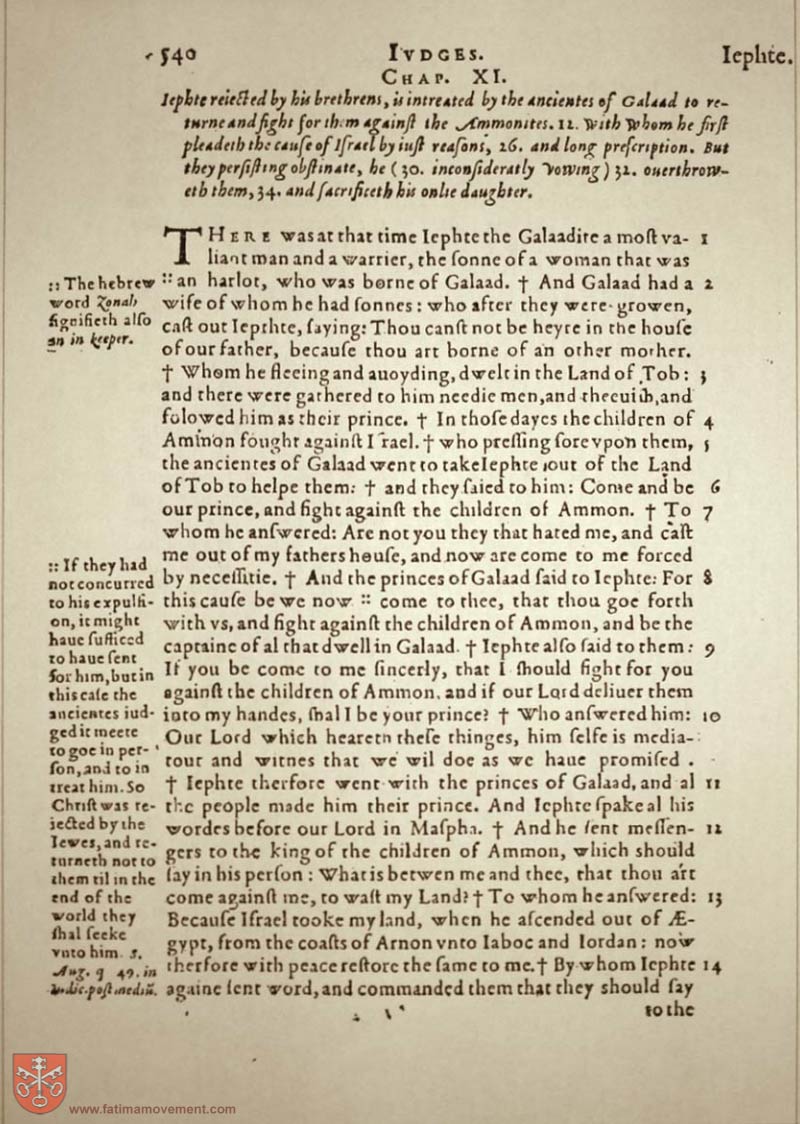 540 IVDGES. Iephte.
CHAP. XI.
Iephte reiected by his brethrens, is intreated by the ancientes of Galaad to re-
turne and fight for them against the Ammonites. 12. With whom he first
pleadeth the cause of Israel by iust reasons, 26. and long prescription. But
they persisting obstinate, he (30. inconsideratly vowing) 32. ouerthrow-
eth them, 34. and sacrificeth his onlie daughter.
THERE was at that time Iephte the Galaadite a most va- 1
liant man and a warrier, the sonne of a woman that was
:: an harlot, who was borne of Galaad. † And Galaad had a 2
wife of whom he had sonnes: who after they were growen,
cast out Iepthte, saying: Thou canst not be heyre in the house
of our father, because thou art borne of an other mother.
† Whom he fleeing and auoyding, dwelt in the Land of Tob: 3
and there were gathered to him needie men, and theeuish, and
folowed him as their prince. † In those dayes the children of 4
Ammon fought against Israel. † who pressing sore vpon them, 5
the ancientes of Galaad went to take Iephte out of the Land
of Tob to helpe them: † and they saied to him: Come and be 6
our prince, and fight against the children of Ammon. † To 7
whom he answered: Are not you they that hated me, and cast
me out of my fathers house, and now are come to me forced
by necessitie. † And the princes of Galaad said to Iephte: For 8
this cause be we now :: come to thee, that thou goe forth
with vs, and fight against the children of Ammon, and be the
captaine of al that dwell in Galaad. † Iephte also said to them: 9
If you be come to me sincerly, that I should fight for you
against the children of Ammon, and if our Lord deliuer them
into my handes, shal I be your prince? † Who answered him: 10
Our Lord which heareth these thinges, him selfe is media-
tour and witnes that we wil doe as we haue promised.
† Iephte therfore went with the princes of Galaad, and al 11
the people made him their prince. And Iephte spake al his
wordes before our Lord in Maspha. † And he sent messen- 12
gers to the king of the children of Ammon, which should
say in his person: What is betwen me and thee, that thou art
come against me, to wast my Land? † To whom he answered: 13
Because Israel tooke my land, when he ascended out of Æ-
gypt, from the coasts of Arnon vnto Iaboc and Iordan: now
therfore with peace restore the same to me. † By whom Iephte 14
againe sent word, and commanded them that they should say
to the
:: The hebrew
word Zonah
signifieth also
an in keeper.
:: If they had
not concurred
to his expulsi-
on, it might
haue sufficed
to haue sent
for him, but in
this case the
ancientes iud-
ged it meete
to goe in per-
son, and to in
treat him. So
Christ was re-
iected by the
Iewes, and re-
turneth not to
them til in the
end of the
world they
shal seeke
vnto him. S.
Aug. q 49. in
Iudic. post mediũ.
www.fatimamovement.com